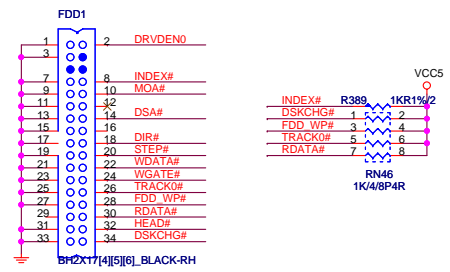 FDD1
1 2 DRVDEN0
3
7 8 INDEX#
9 10 MOA#
11 12
13 14 DSA#
15 16
17 18 DIR#
19 20 STEP#
21 22 WDATA#
23 24 WGATE#
25 26 TRACK0#
27 28 FDD_WP#
29 30 RDATA#
31 32 HEAD#
33 34 DSKCHG#
BH2X17[4][5][6]_BLACK-RH
VCC5
INDEX# R389 1KR1%/2
DSKCHG# 1 2
FDD_WP# 3 4
TRACK0# 5 6
RDATA# 7 8
RN46
1K/4/8P4R